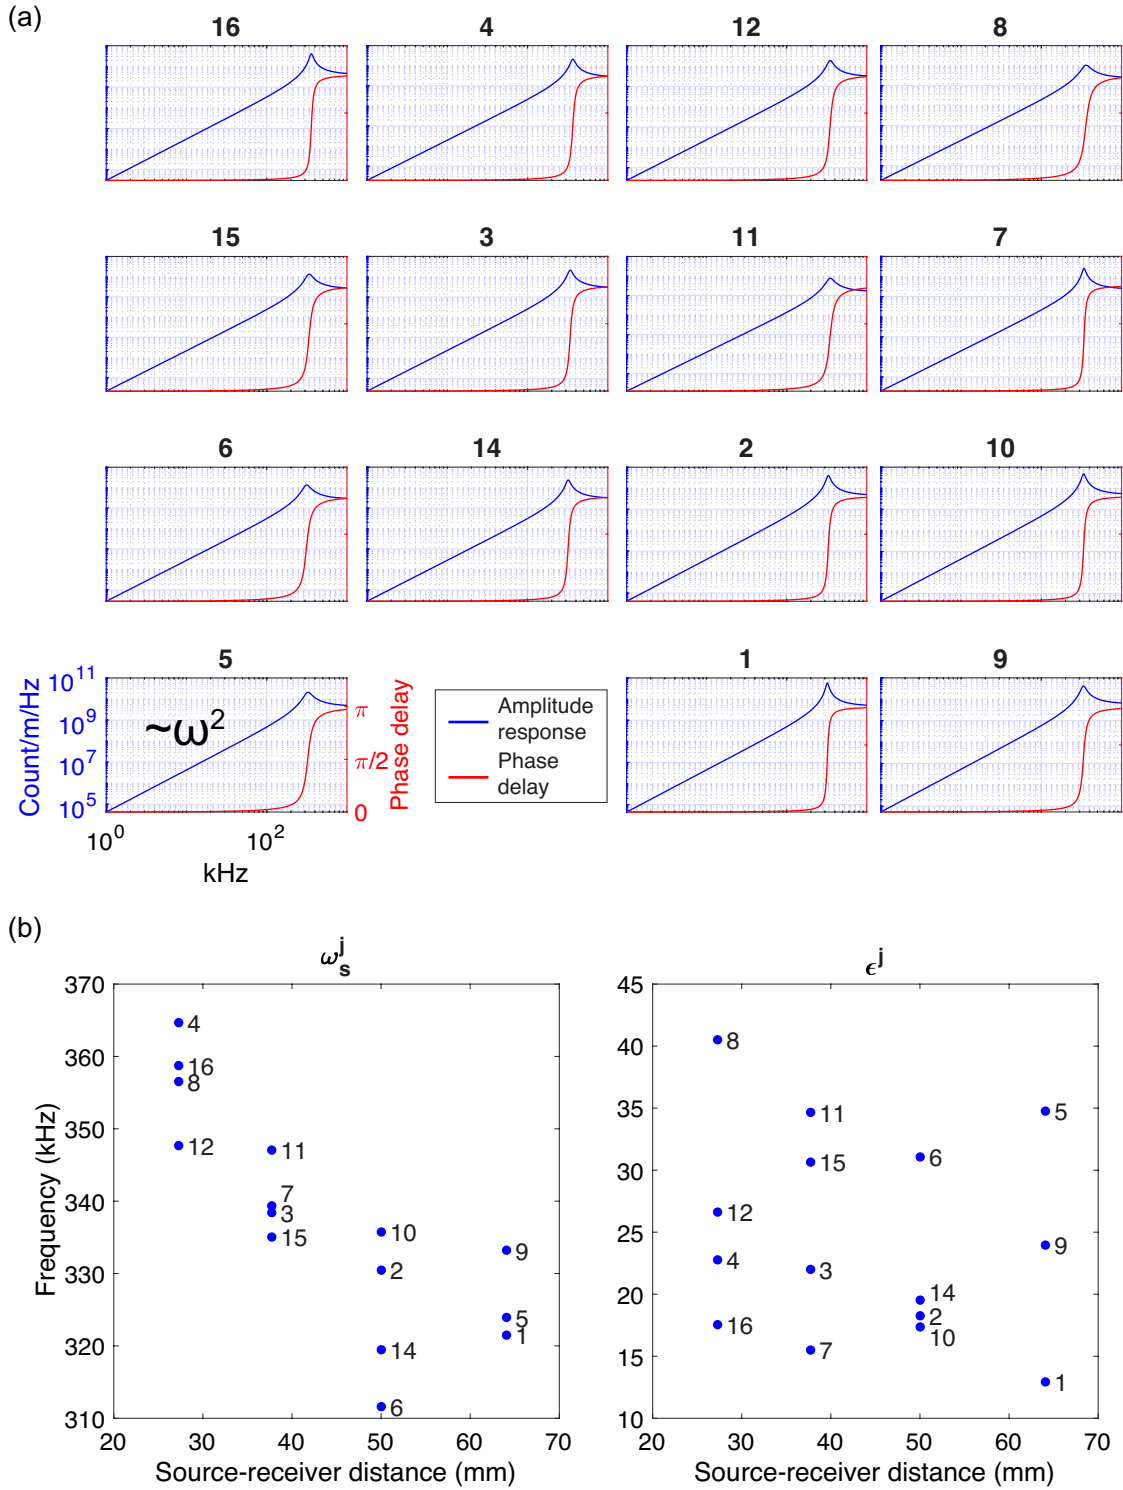 (a)
16 4 12 8
15 3 11 7
6 14 2 10
5 1 9
10^11
10^9
10^7
10^5
Count/m/Hz
~ω^2
π
π/2
0
Phase delay
10^0 10^2
kHz
Amplitude
response
Phase
delay
(b)
ω_s^j
370
360
350
340
330
320
310
Frequency (kHz)
4
16
8
12
11
7
3
15
10
2
14
6
9
5
1
20 30 40 50 60 70
Source-receiver distance (mm)
ϵ^j
45
40
35
30
25
20
15
10
8
12
4
16
11
15
3
7
6
14
2
10
5
9
1
20 30 40 50 60 70
Source-receiver distance (mm)